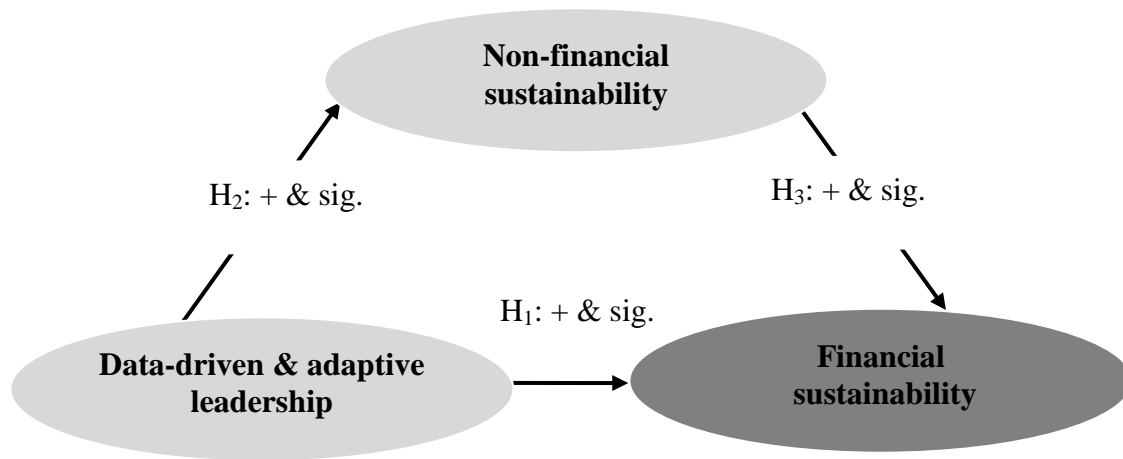 Non-financial
sustainability
H₂: + & sig.
H₃: + & sig.
H₁: + & sig.
Data-driven & adaptive
leadership
Financial
sustainability